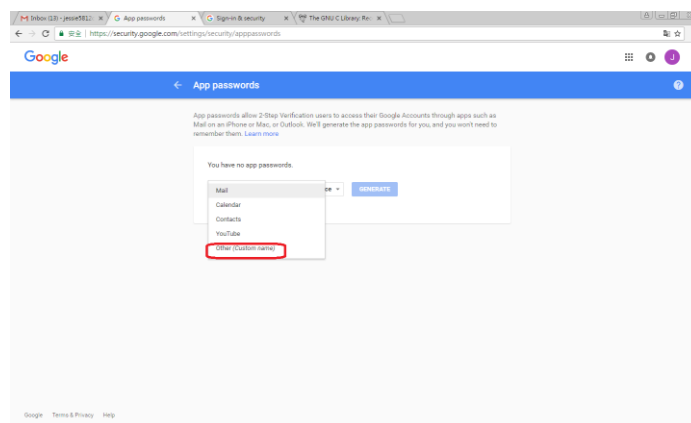 Inbox (13) - jessie5812
App passwords
Sign-in & security
The GNU C Library: Rec
安全 | https://security.google.com/settings/security/apppasswords
Google
J
App passwords
App passwords allow 2-Step Verification users to access their Google Accounts through apps such as
Mail on an iPhone or Mac, or Outlook. We'll generate the app passwords for you, and you won't need to
remember them. Learn more
You have no app passwords.
Mail
GENERATE
Calendar
Contacts
YouTube
Other (Custom name)
Google Terms & Privacy Help